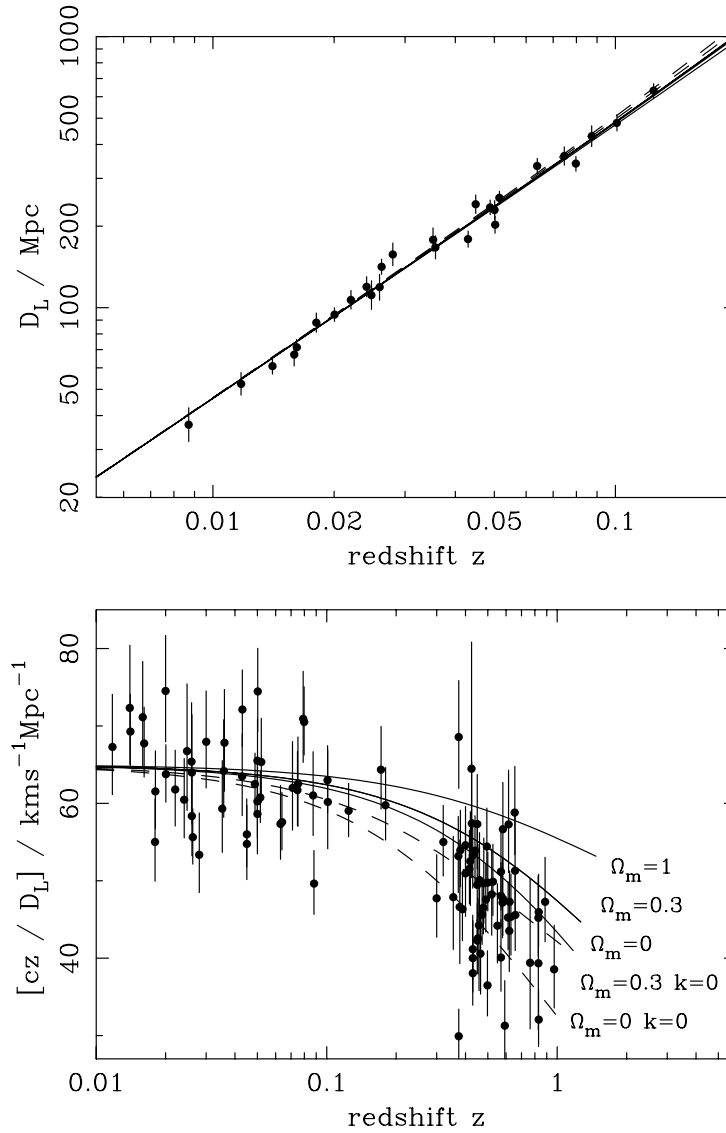 1000
500
200
100
50
20
D_L / Mpc
0.01 0.02 0.05 0.1
redshift z
80
60
40
[cz / D_L] / kms⁻¹Mpc⁻¹
Ω_m=1
Ω_m=0.3
Ω_m=0
Ω_m=0.3 k=0
Ω_m=0 k=0
0.01 0.1 1
redshift z